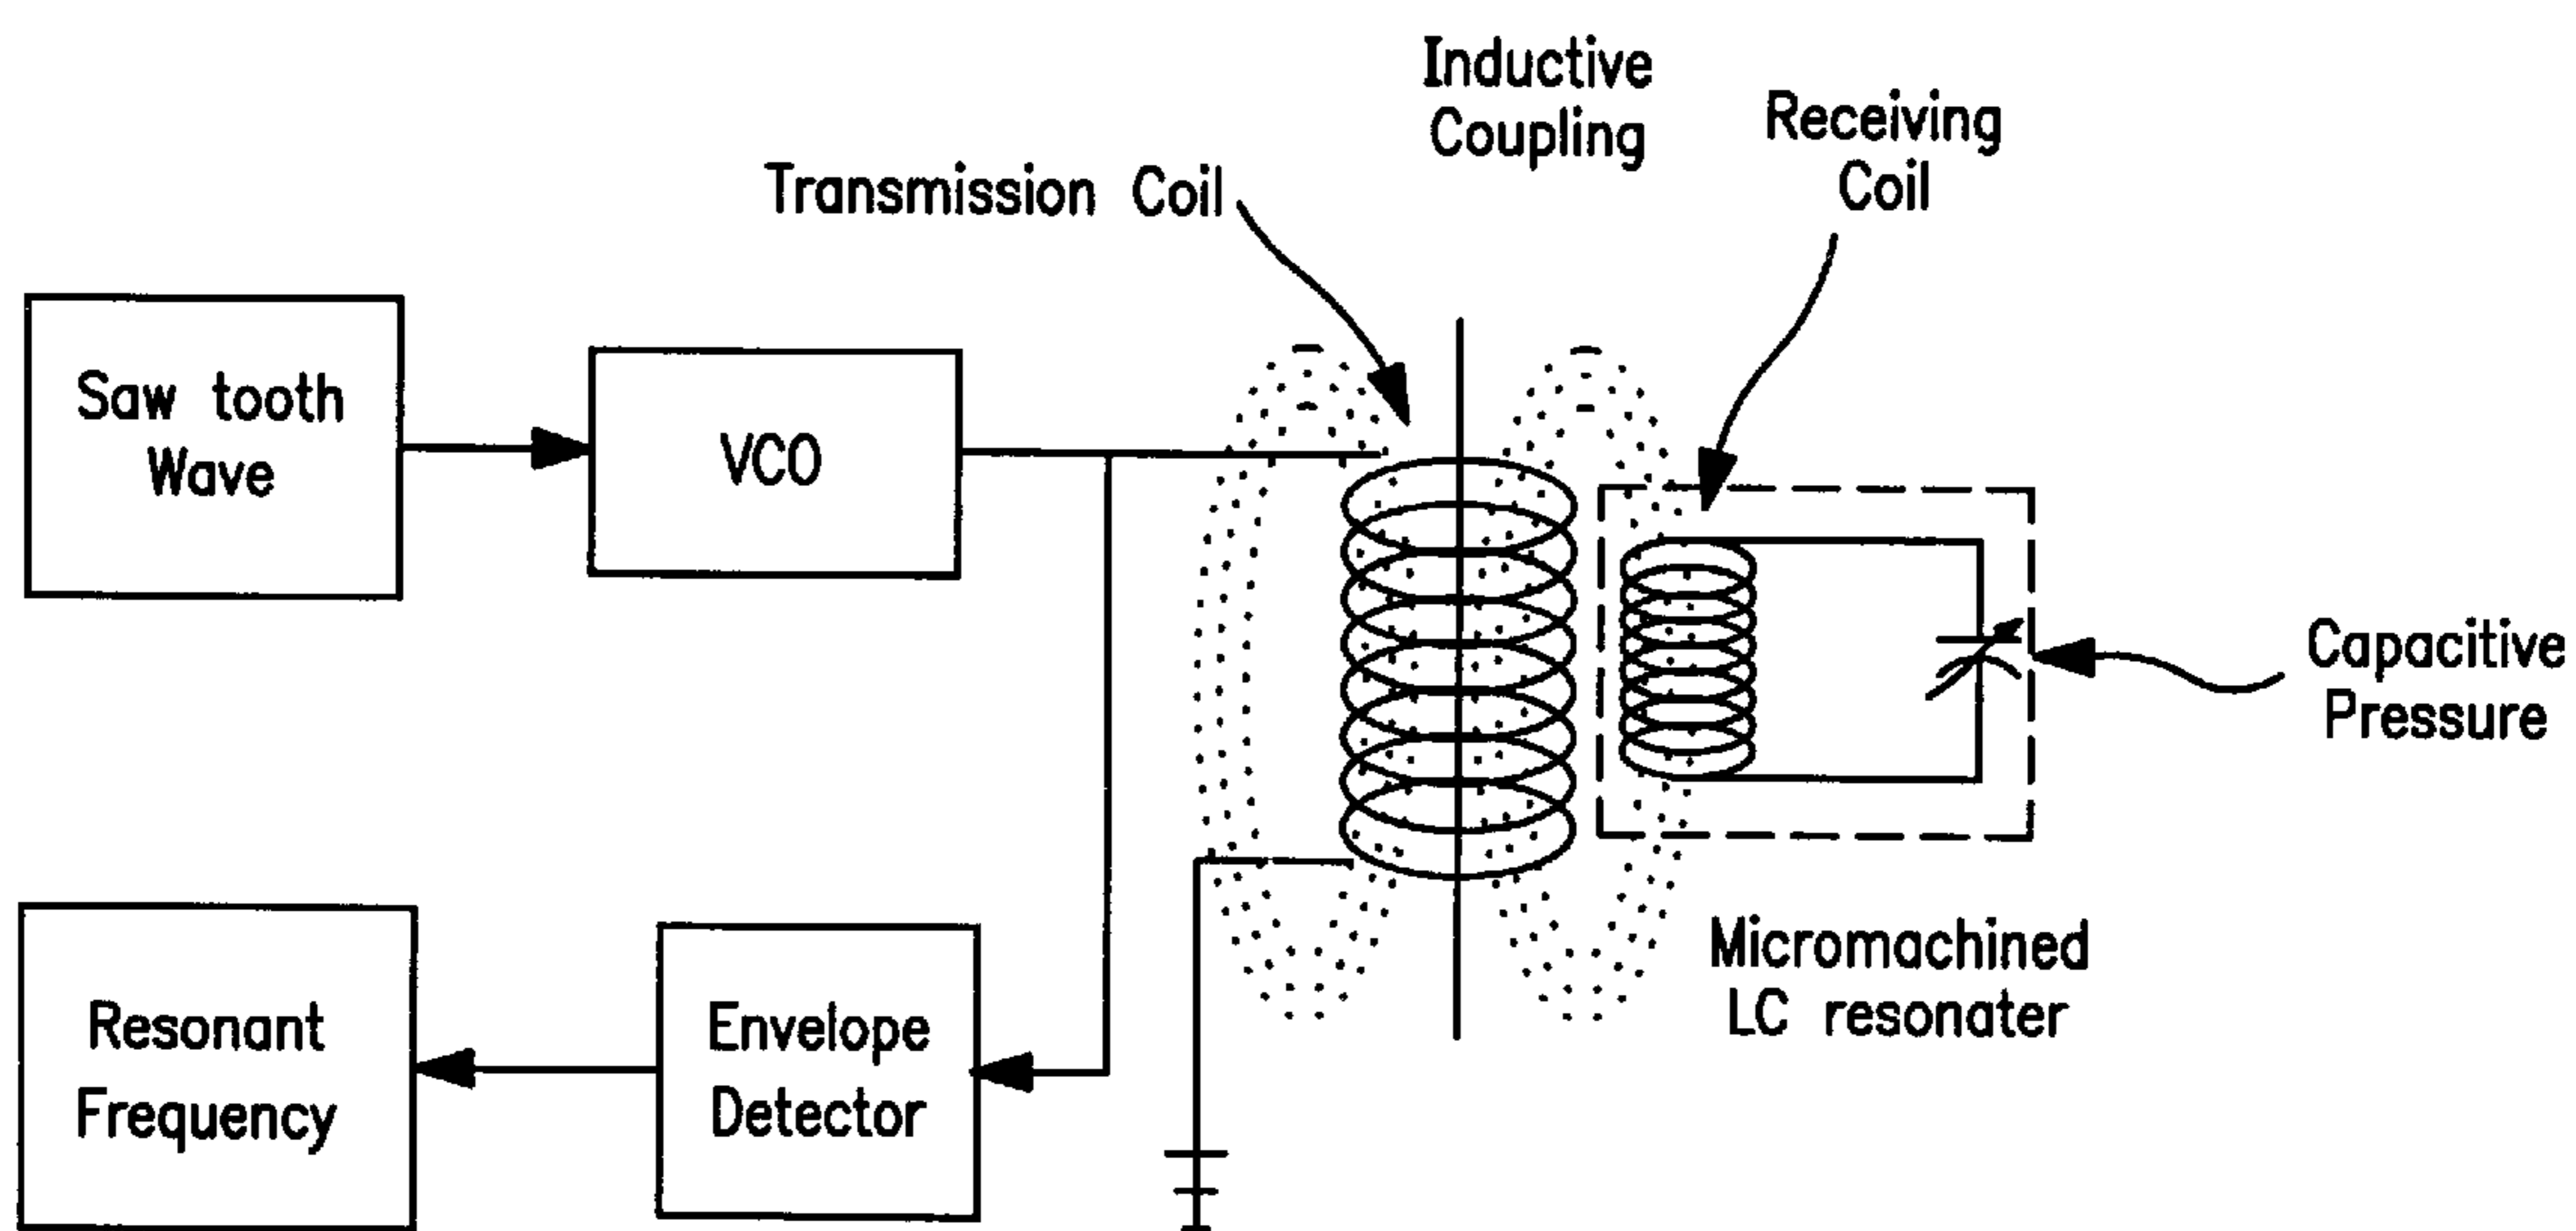 Inductive
Coupling
Receiving
Coil
Transmission Coil
Saw tooth
Wave
VCO
Capacitive
Pressure
Micromachined
LC resonater
Resonant
Frequency
Envelope
Detector